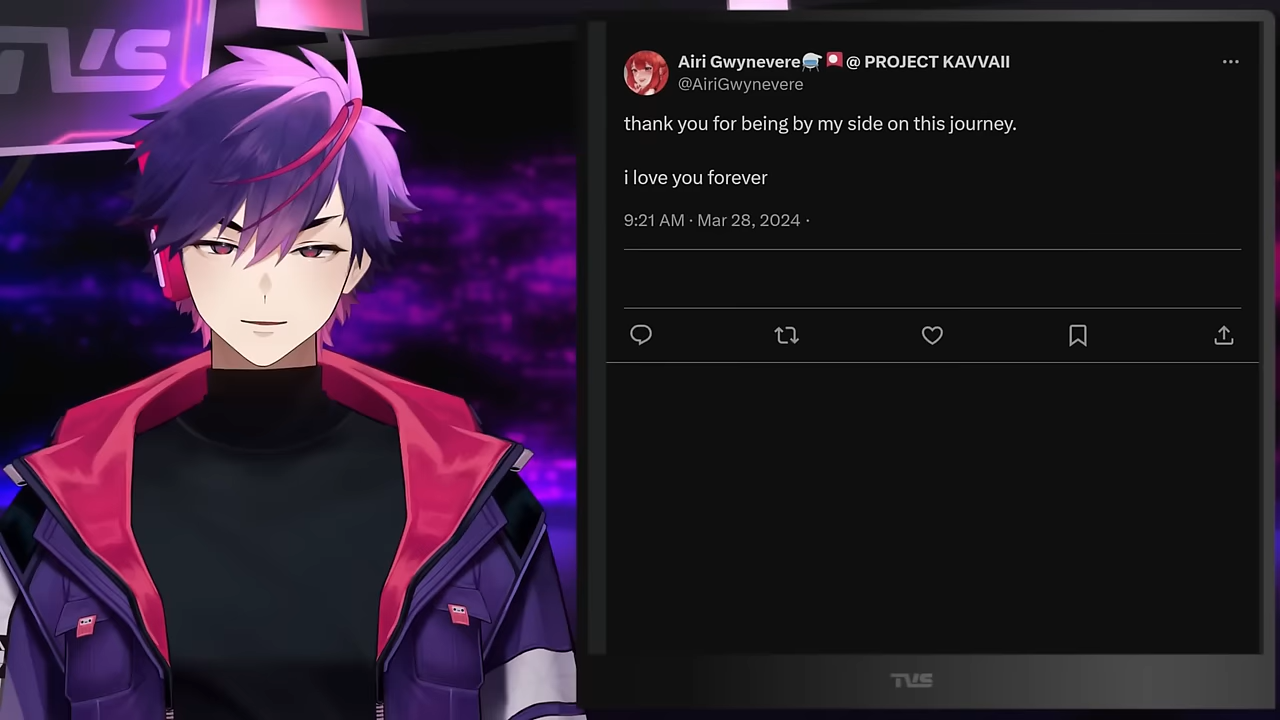 TVS
Airi Gwynevere @ PROJECT KAVVAII
@AiriGwynevere
thank you for being by my side on this journey.
i love you forever
9:21 AM · Mar 28, 2024 ·
TVS